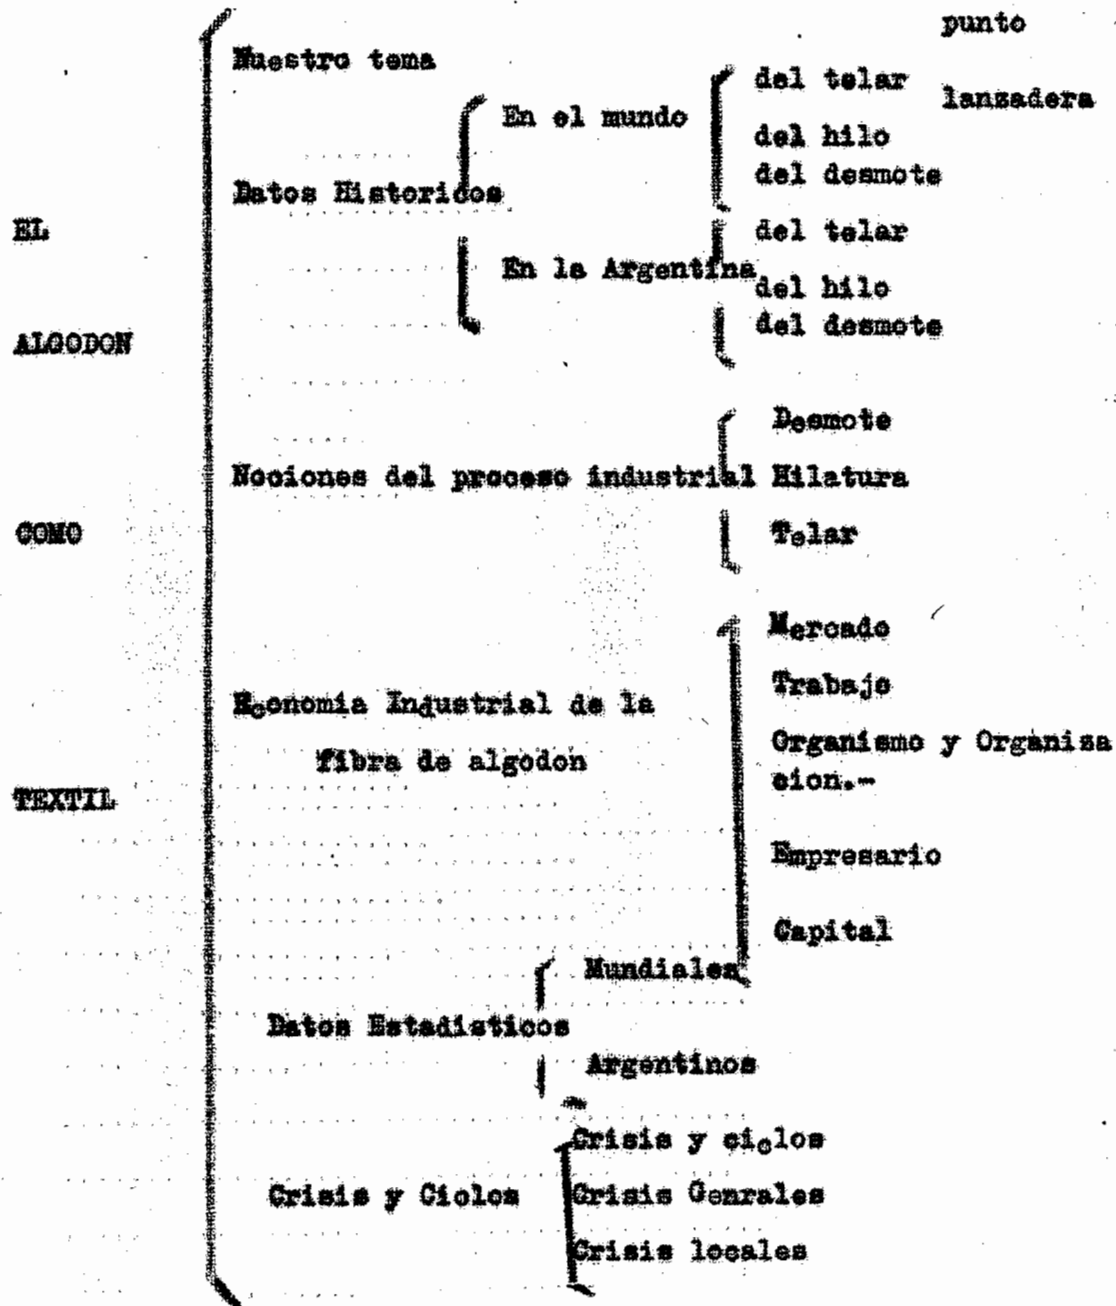 punto
Nuestro tema
del telar
lanzadera
En el mundo
del hilo
del desmote
Datos Historicos
EL
del telar
En la Argentina
del hilo
del desmote
ALGODON
Desmote
Nociones del proceso industrial Hilatura
COMO
Telar
Mercado
Trabajo
Economia Industrial de la
fibra de algodon
Organismo y Organiza
cion.-
TEXTIL
Empresario
Capital
Mundiales
Datos Estadisticos
Argentinos
Crisis y ciclos
Crisis y Ciclos
Crisis Genrales
Crisis locales